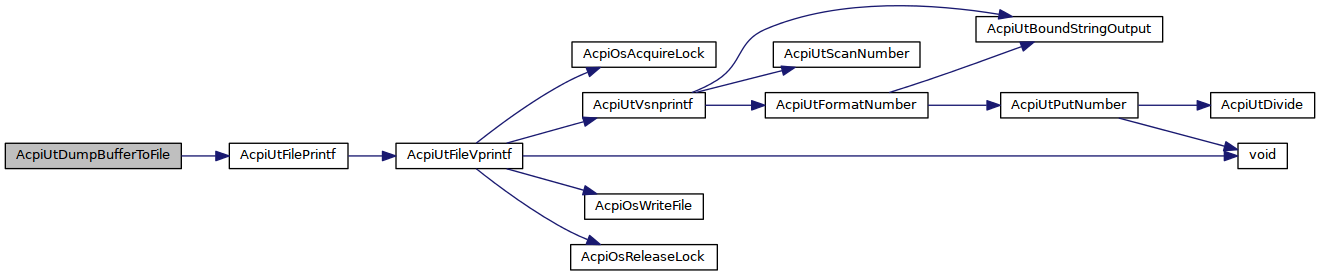 AcpiUtDumpBufferToFile
AcpiUtFilePrintf
AcpiUtFileVprintf
AcpiOsAcquireLock
AcpiUtVsnprintf
AcpiOsWriteFile
AcpiOsReleaseLock
AcpiUtScanNumber
AcpiUtFormatNumber
AcpiUtBoundStringOutput
AcpiUtPutNumber
AcpiUtDivide
void